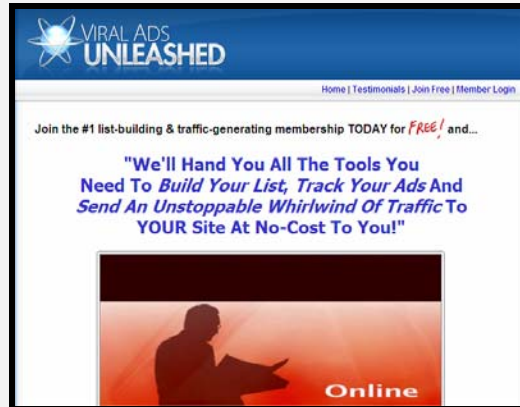 VIRAL ADS
UNLEASHED
Home | Testimonials | Join Free | Member Login
Join the #1 list-building & traffic-generating membership TODAY for FREE! and...
"We'll Hand You All The Tools You
Need To Build Your List, Track Your Ads And
Send An Unstoppable Whirlwind Of Traffic To
YOUR Site At No-Cost To You!"
Online